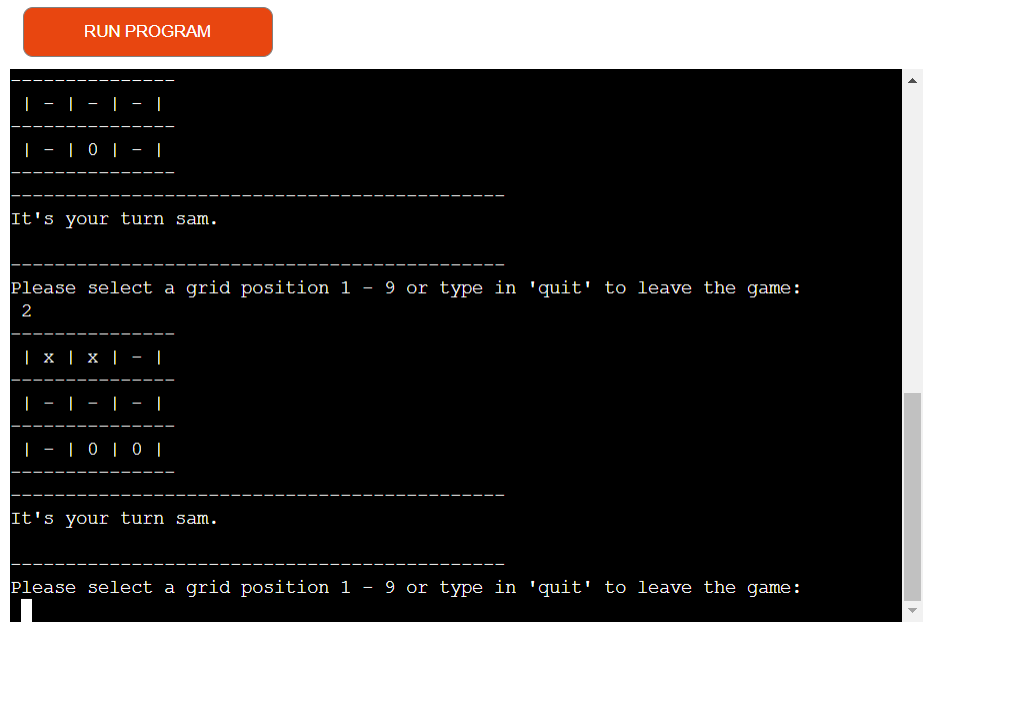 RUN PROGRAM
---------------
| - | - | - |
---------------
| - | 0 | - |
---------------
---------------------------------------------
It's your turn sam.
---------------------------------------------
Please select a grid position 1 - 9 or type in 'quit' to leave the game:
2
---------------
| x | x | - |
---------------
| - | - | - |
---------------
| - | 0 | 0 |
---------------
---------------------------------------------
It's your turn sam.
---------------------------------------------
Please select a grid position 1 - 9 or type in 'quit' to leave the game: